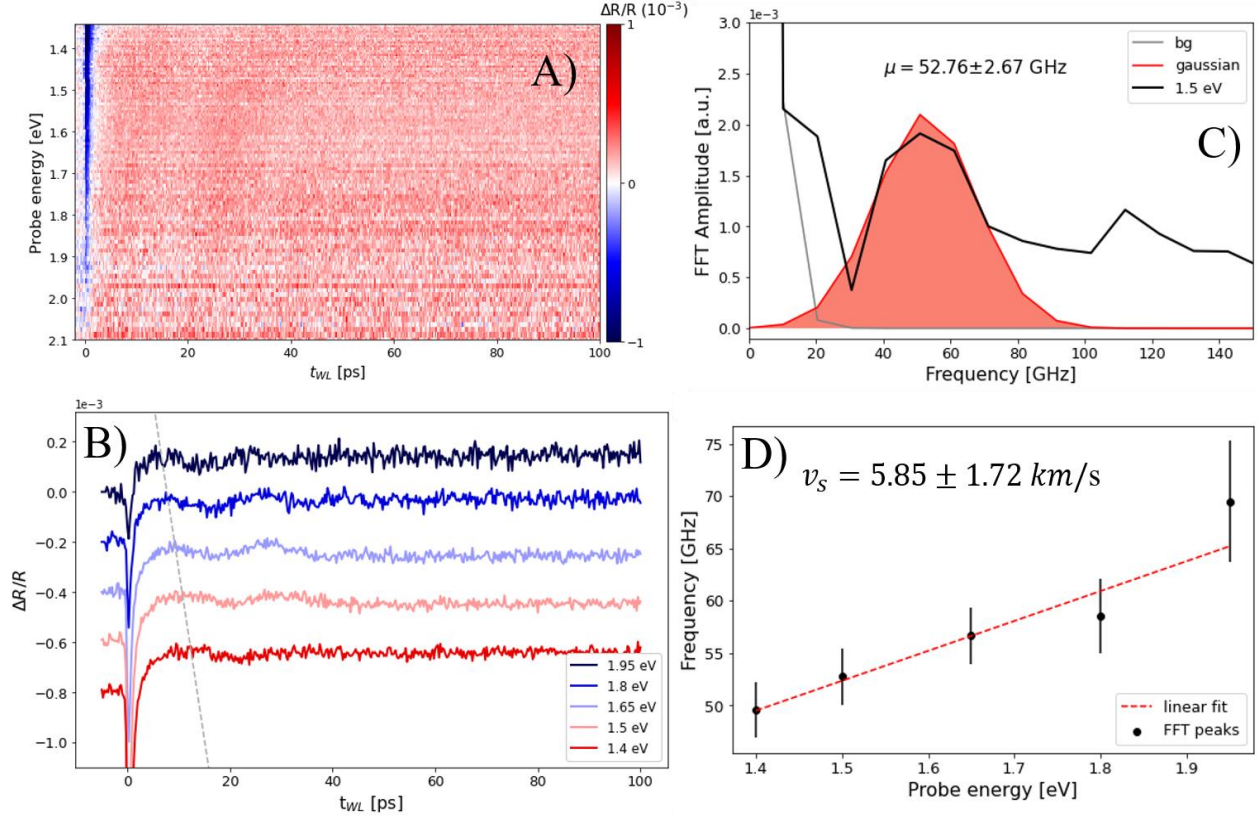 ΔR/R (10⁻³)
A)
1
0
−1
1.4
1.5
1.6
1.7
1.8
1.9
2.0
2.1
Probe energy [eV]
0 20 40 60 80 100
t_WL [ps]
1e−3
C)
μ = 52.76±2.67 GHz
bg
gaussian
1.5 eV
3.0
2.5
2.0
1.5
1.0
0.5
0.0
FFT Amplitude [a.u.]
0 20 40 60 80 100 120 140
Frequency [GHz]
1e−3
B)
0.2
0.0
−0.2
−0.4
−0.6
−0.8
−1.0
ΔR/R
1.95 eV
1.8 eV
1.65 eV
1.5 eV
1.4 eV
0 20 40 60 80 100
t_WL [ps]
D)
v_s = 5.85 ± 1.72 km/s
75
70
65
60
55
50
Frequency [GHz]
linear fit
FFT peaks
1.4 1.5 1.6 1.7 1.8 1.9
Probe energy [eV]